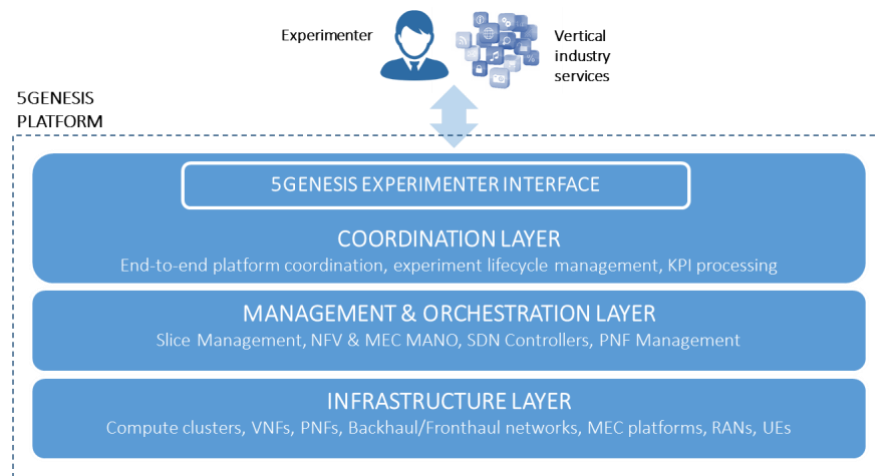 Experimenter
Vertical
industry
services
5GENESIS
PLATFORM
5GENESIS EXPERIMENTER INTERFACE
COORDINATION LAYER
End-to-end platform coordination, experiment lifecycle management, KPI processing
MANAGEMENT & ORCHESTRATION LAYER
Slice Management, NFV & MEC MANO, SDN Controllers, PNF Management
INFRASTRUCTURE LAYER
Compute clusters, VNFs, PNFs, Backhaul/Fronthaul networks, MEC platforms, RANs, UEs